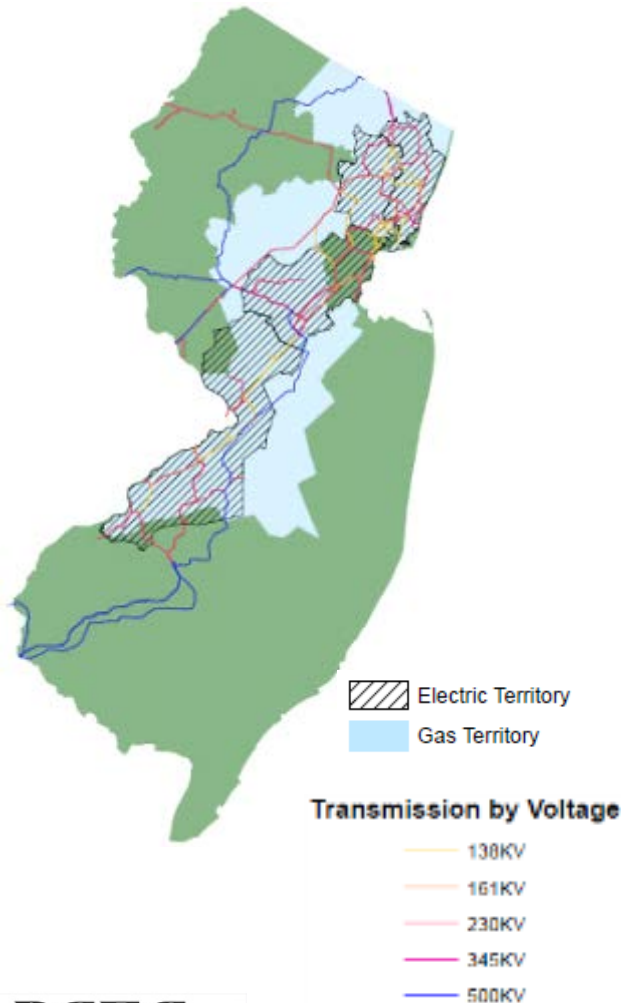 Electric Territory
Gas Territory
Transmission by Voltage
138KV
161KV
230KV
345KV
500KV